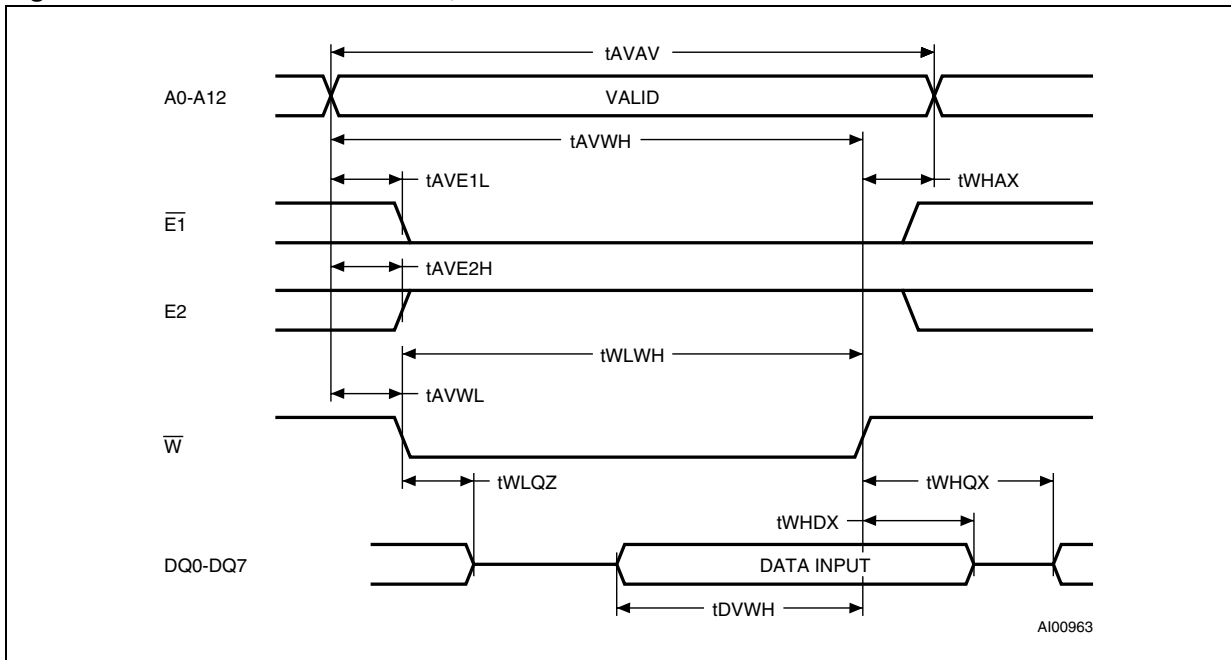 tAVAV
A0-A12
VALID
tAVWH
tAVE1L
tWHAX
E1
tAVE2H
E2
tWLWH
tAVWL
W
tWLQZ
tWHQX
tWHDX
DQ0-DQ7
DATA INPUT
tDVWH
AI00963